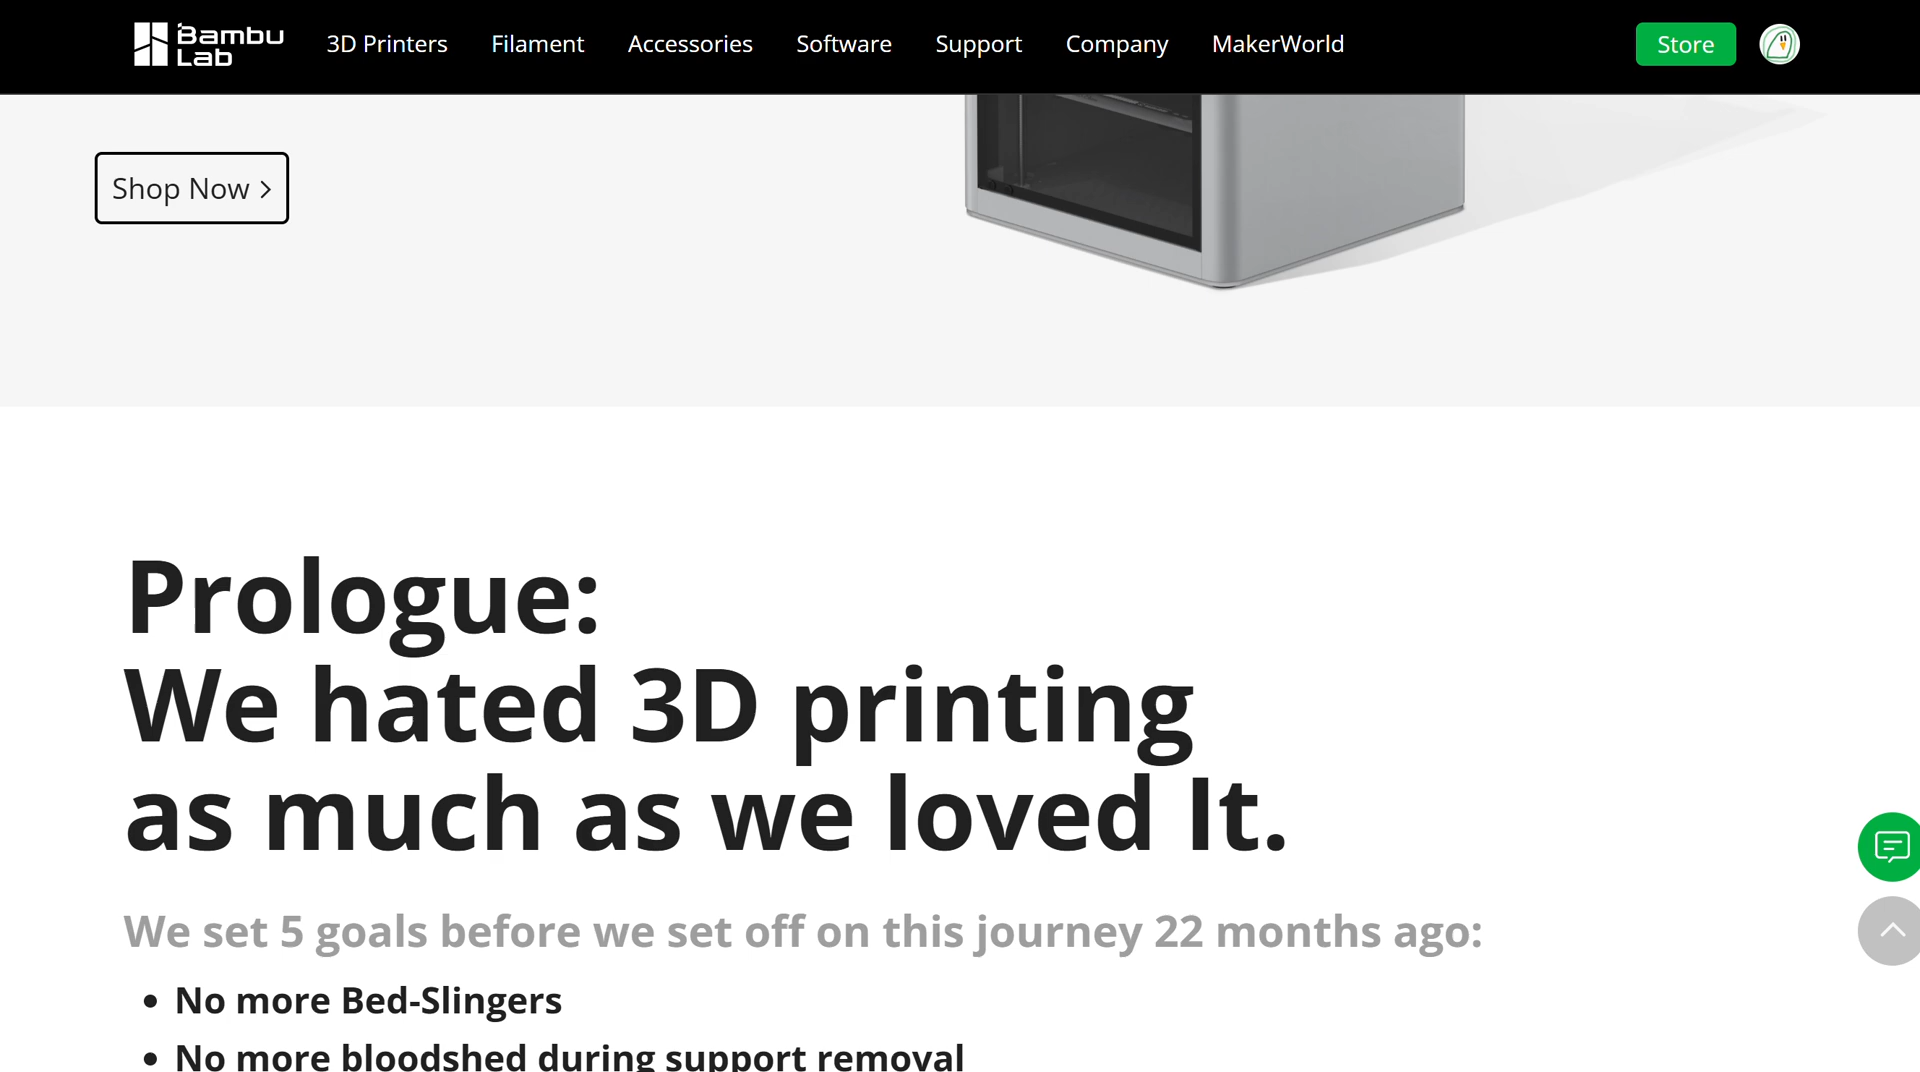 Bambu
Lab
3D Printers
Filament
Accessories
Software
Support
Company
MakerWorld
Store
Shop Now
Prologue:
We hated 3D printing
as much as we loved It.
We set 5 goals before we set off on this journey 22 months ago:
• No more Bed-Slingers
• No more bloodshed during support removal